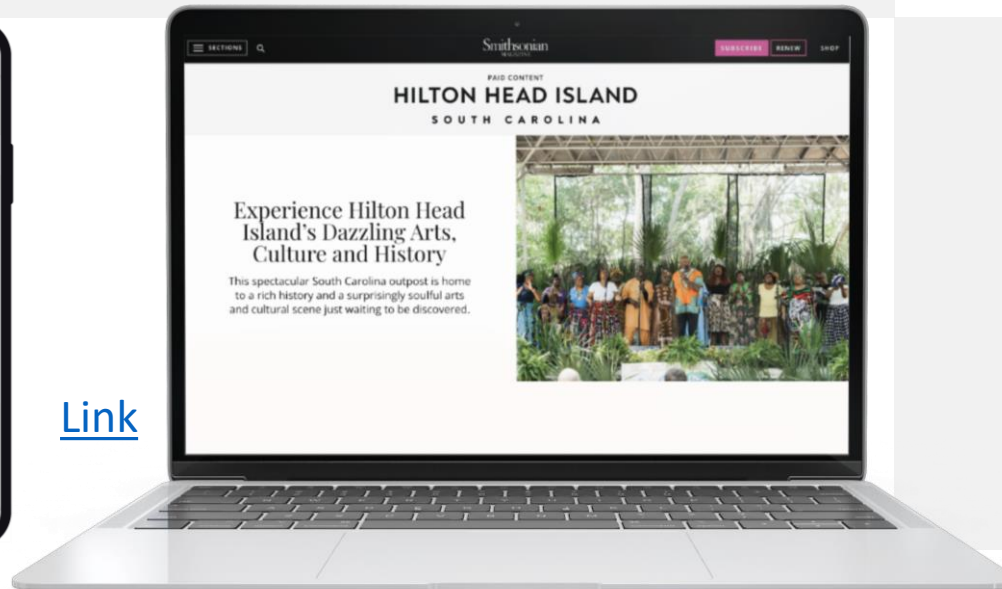 SECTIONS
Smithsonian
MAGAZINE
SUBSCRIBE
RENEW
SHOP
PAID CONTENT
HILTON HEAD ISLAND
SOUTH CAROLINA
Experience Hilton Head
Island’s Dazzling Arts,
Culture and History
This spectacular South Carolina outpost is home
to a rich history and a surprisingly soulful arts
and cultural scene just waiting to be discovered.
Link